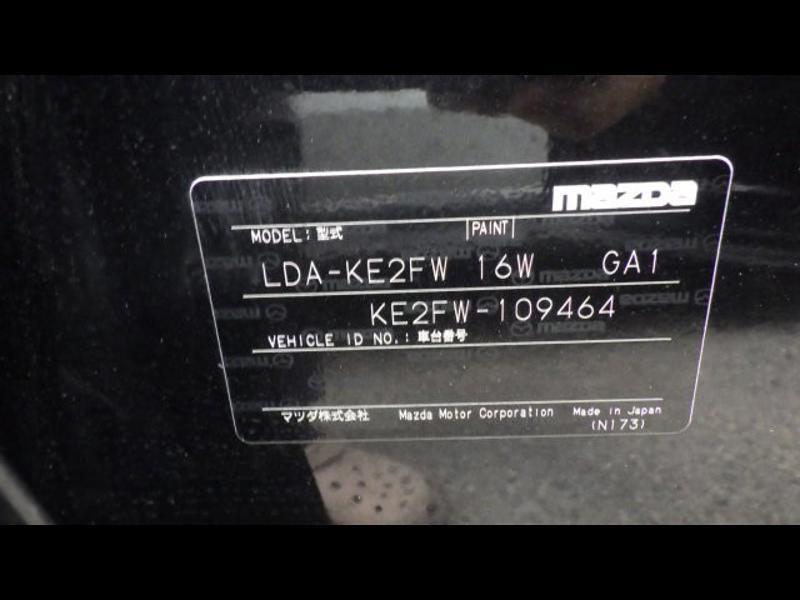 mazda
MODEL: 型式 PAINT
LDA-KE2FW 16W GA1
KE2FW-109464
VEHICLE ID NO.: 車台番号
マツダ株式会社 Mazda Motor Corporation Made in Japan
(N173)